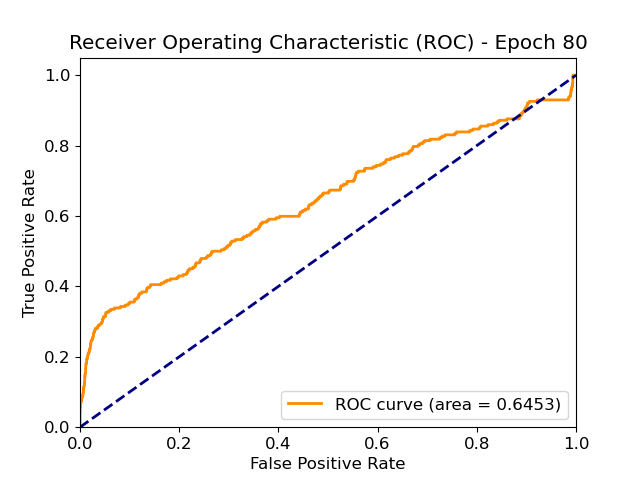 Receiver Operating Characteristic (ROC) - Epoch 80
True Positive Rate
1.0
0.8
0.6
0.4
0.2
0.0
ROC curve (area = 0.6453)
0.0 0.2 0.4 0.6 0.8 1.0
False Positive Rate